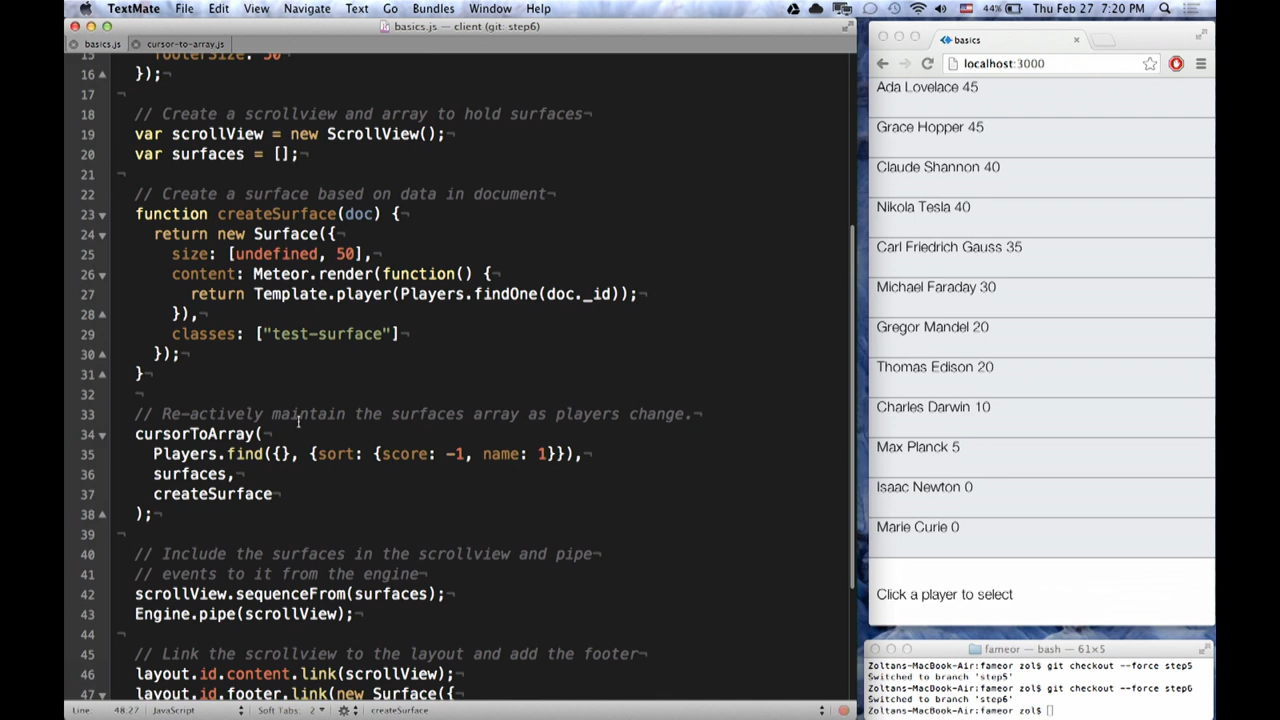 TextMate File Edit View Navigate Text Go Bundles Window Help 44% Thu Feb 27 7:20 PM
basics.js — client (git: step6)
basics.js cursor-to-array.js
15 footerSize: 50
16 });
17
18 // Create a scrollview and array to hold surfaces
19 var scrollView = new ScrollView();
20 var surfaces = [];
21
22 // Create a surface based on data in document
23 function createSurface(doc) {
24 return new Surface({
25 size: [undefined, 50],
26 content: Meteor.render(function() {
27 return Template.player(Players.findOne(doc._id));
28 }),
29 classes: ["test-surface"]
30 });
31 }
32
33 // Re-actively maintain the surfaces array as players change.
34 cursorToArray(
35 Players.find({}, {sort: {score: -1, name: 1}}),
36 surfaces,
37 createSurface
38 );
39
40 // Include the surfaces in the scrollview and pipe
41 // events to it from the engine
42 scrollView.sequenceFrom(surfaces);
43 Engine.pipe(scrollView);
44
45 // Link the scrollview to the layout and add the footer
46 layout.id.content.link(scrollView);
47 layout.id.footer.link(new Surface({
Line: 48:27 JavaScript Soft Tabs: 2 createSurface
basics
localhost:3000
Ada Lovelace 45
Grace Hopper 45
Claude Shannon 40
Nikola Tesla 40
Carl Friedrich Gauss 35
Michael Faraday 30
Gregor Mandel 20
Thomas Edison 20
Charles Darwin 10
Max Planck 5
Isaac Newton 0
Marie Curie 0
Click a player to select
fameor — bash — 61×5
Zoltans-MacBook-Air:fameor zol$ git checkout --force step5
Switched to branch 'step5'
Zoltans-MacBook-Air:fameor zol$ git checkout --force step6
Switched to branch 'step6'
Zoltans-MacBook-Air:fameor zol$